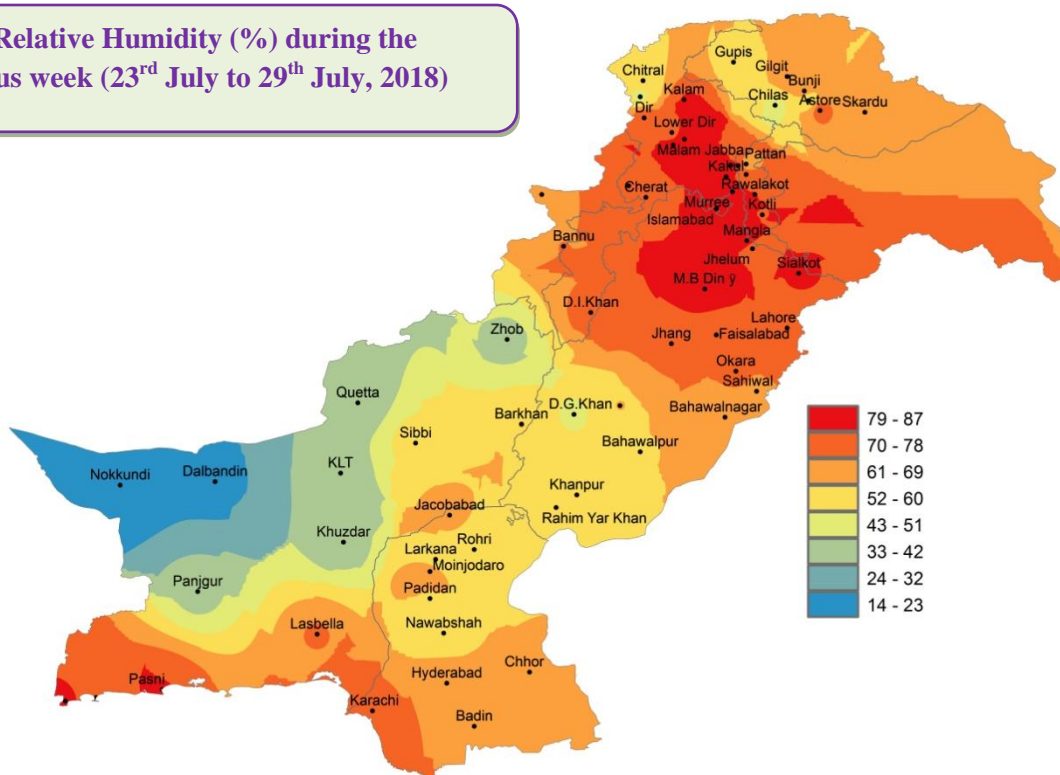 Relative Humidity (%) during the
us week (23rd July to 29th July, 2018)
Gupis
Gilgit
Chitral
Bunji
Kalam
Chilas
Astore
Skardu
Dir
Lower Dir
Malam Jabba
Pattan
Kakul
Cherat
Rawalakot
Murree
Kotli
Islamabad
Mangla
Bannu
Jhelum
Sialkot
M.B Din ÿ
D.I.Khan
Zhob
Lahore
Jhang
Faisalabad
Okara
Sahiwal
Quetta
D.G.Khan
Bahawalnagar
Barkhan
Sibbi
Bahawalpur
Nokkundi
Dalbandin
KLT
Khanpur
Jacobabad
Rahim Yar Khan
Khuzdar
Rohri
Larkana
Moinjodaro
Panjgur
Padidan
Lasbella
Nawabshah
Chhor
Pasni
Hyderabad
Karachi
Badin
79 - 87
70 - 78
61 - 69
52 - 60
43 - 51
33 - 42
24 - 32
14 - 23